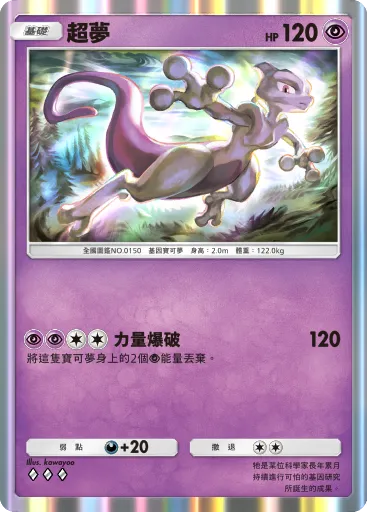 基礎 超夢 HP 120
全國圖鑑NO.0150 基因寶可夢 身高：2.0m 體重：122.0kg
力量爆破 120
將這隻寶可夢身上的2個能量丟棄。
弱點 +20 撤退
Illus. kawayoo
牠是某位科學家長年累月
持續進行可怕的基因研究
所誕生的成果。